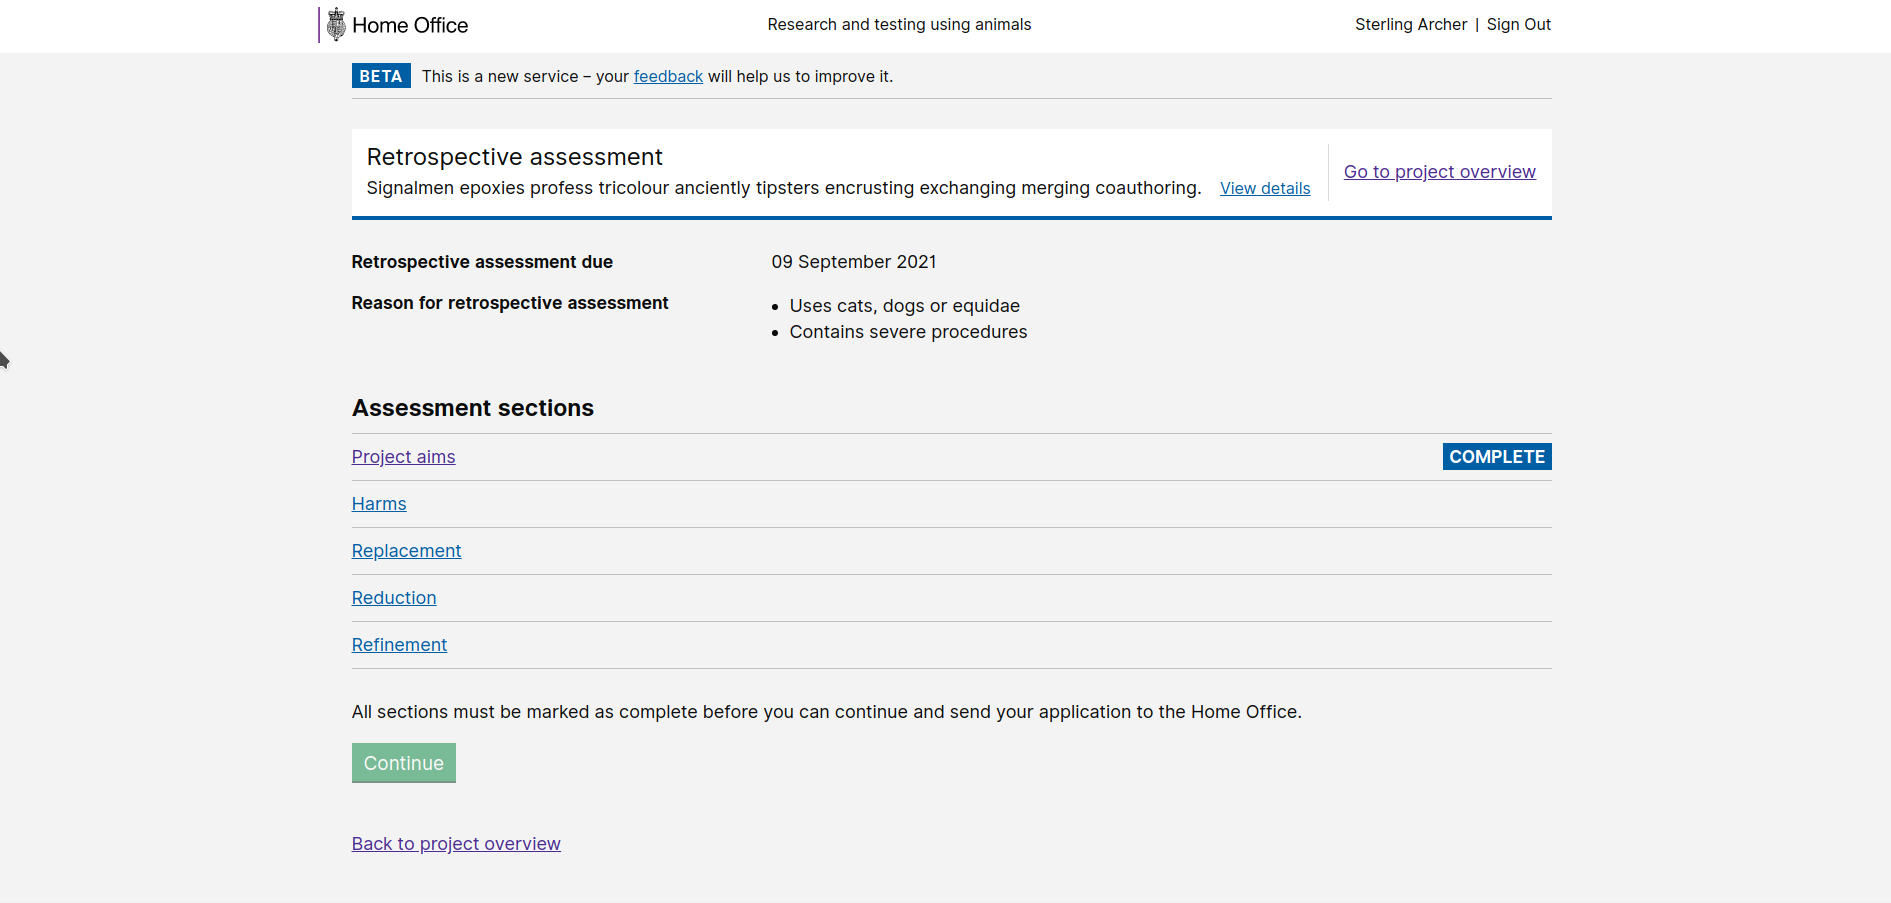 Home Office
Research and testing using animals
Sterling Archer | Sign Out
BETA This is a new service – your feedback will help us to improve it.
Retrospective assessment
Signalmen epoxies profess tricolour anciently tipsters encrusting exchanging merging coauthoring. View details
Go to project overview
Retrospective assessment due 09 September 2021
Reason for retrospective assessment
• Uses cats, dogs or equidae
• Contains severe procedures
Assessment sections
Project aims COMPLETE
Harms
Replacement
Reduction
Refinement
All sections must be marked as complete before you can continue and send your application to the Home Office.
Continue
Back to project overview